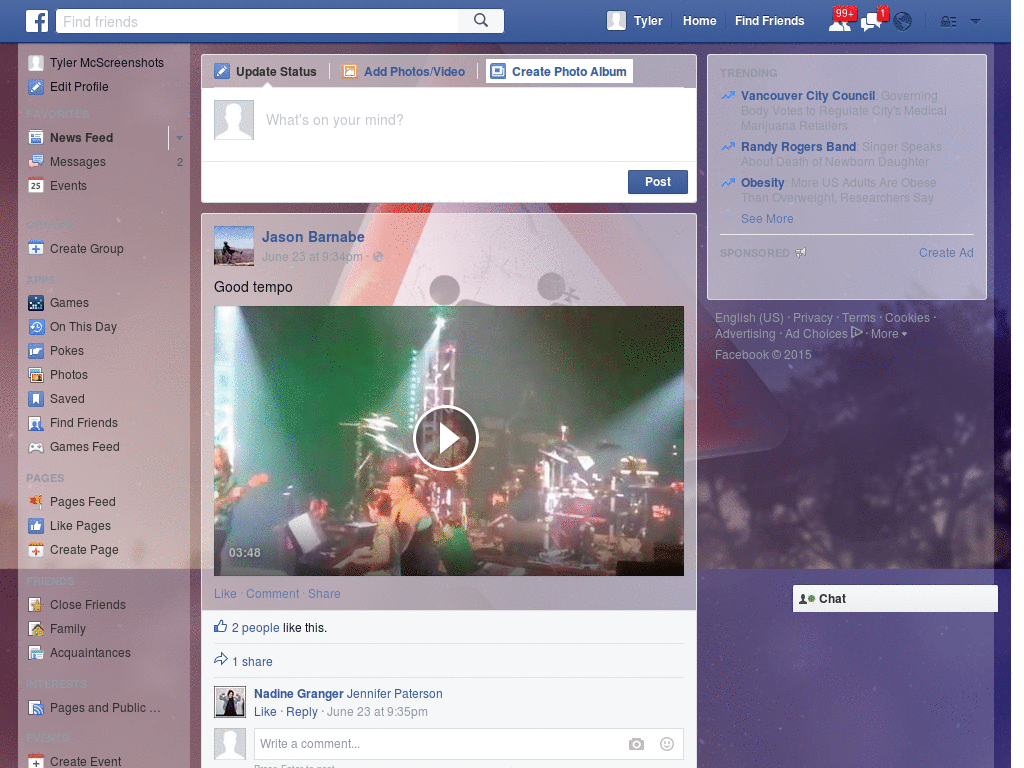 f
Find friends
Tyler
Home
Find Friends
99+
1
Tyler McScreenshots
Edit Profile
FAVORITES
News Feed
Messages
2
Events
25
Create Group
APPS
Games
On This Day
Pokes
Photos
Saved
Find Friends
Games Feed
PAGES
Pages Feed
Like Pages
Create Page
FRIENDS
Close Friends
Family
Acquaintances
INTERESTS
Pages and Public ...
EVENTS
Create Event
Update Status
Add Photos/Video
Create Photo Album
What's on your mind?
Post
Jason Barnabe
June 23 at 9:34pm ·
Good tempo
03:48
Like · Comment · Share
2 people like this.
1 share
Nadine Granger Jennifer Paterson
Like · Reply · June 23 at 9:35pm
Write a comment...
TRENDING
Vancouver City Council: Governing
Body Votes to Regulate City's Medical
Marijuana Retailers
Randy Rogers Band: Singer Speaks
About Death of Newborn Daughter
Obesity: More US Adults Are Obese
Than Overweight, Researchers Say
See More
SPONSORED
Create Ad
English (US) · Privacy · Terms · Cookies ·
Advertising · Ad Choices · More
Facebook © 2015
Chat